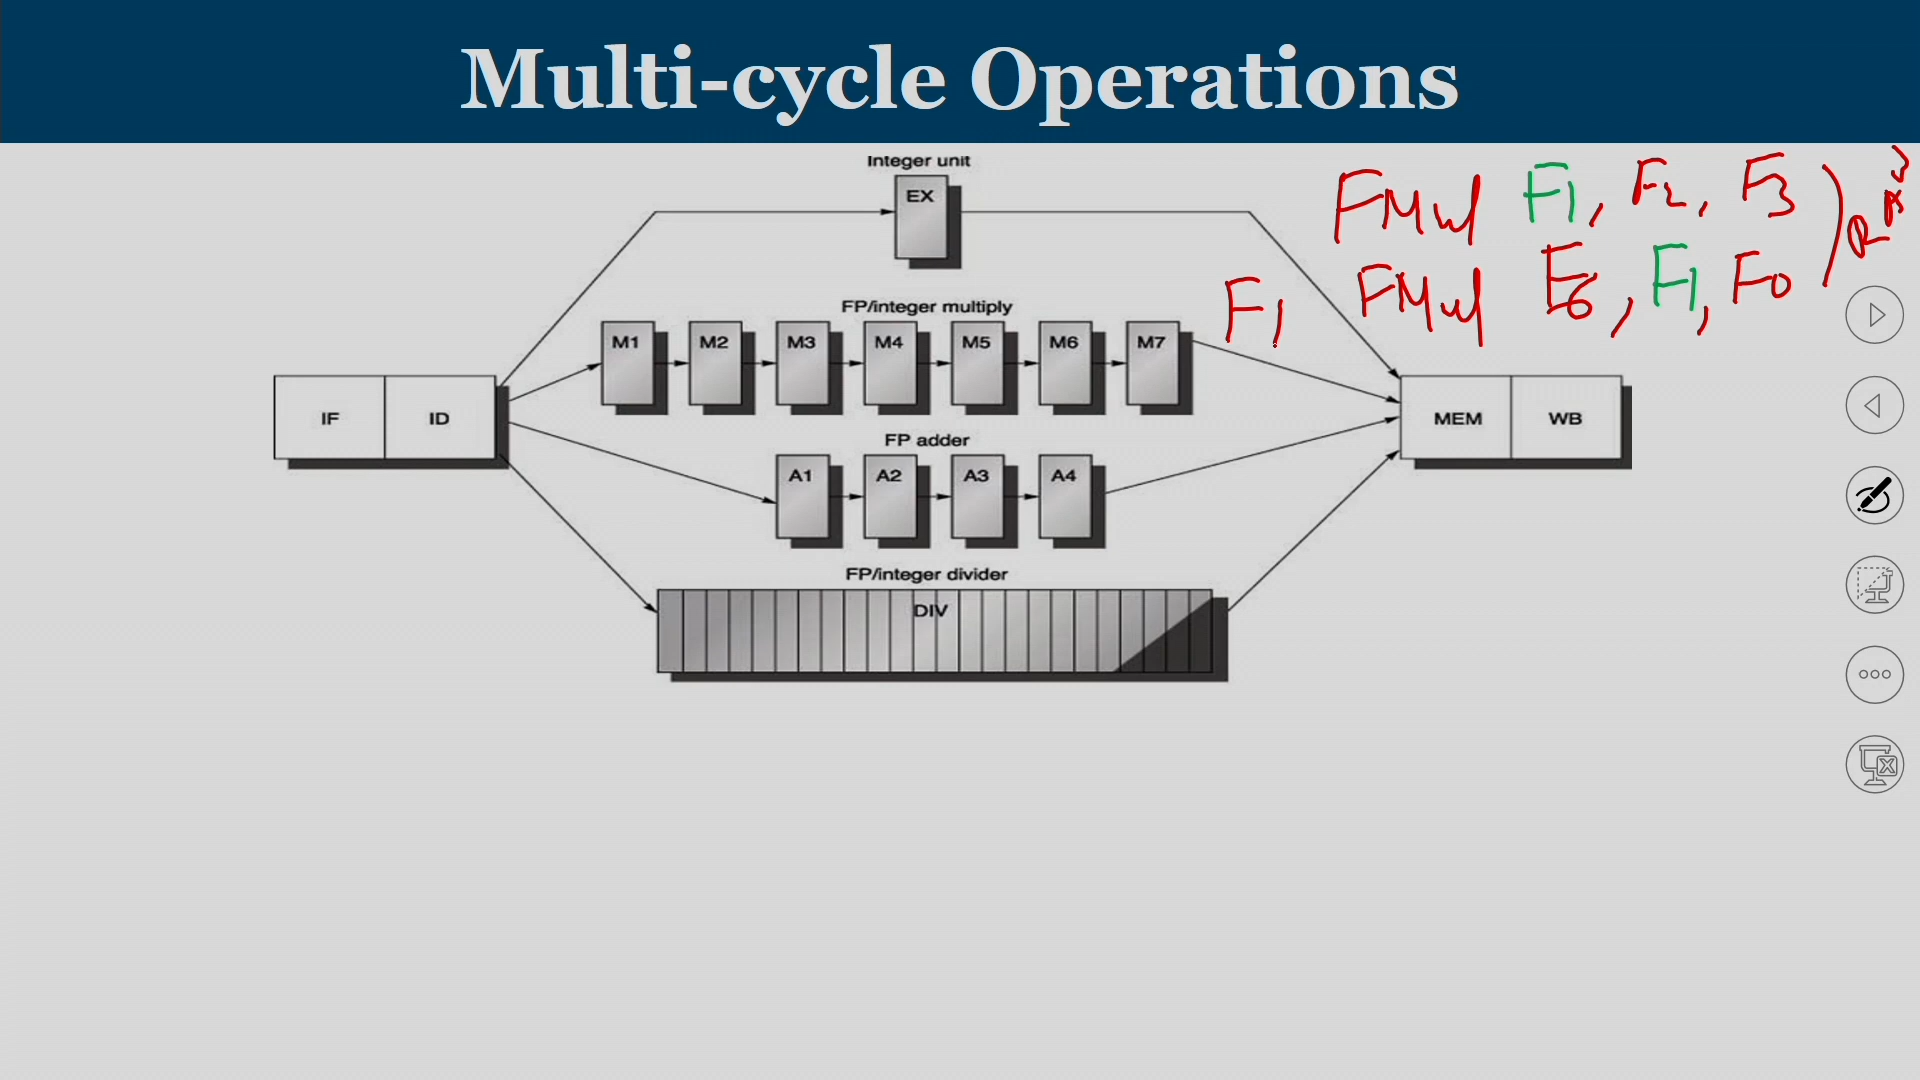 Multi-cycle Operations
Integer unit
EX
FMul F1, F2, F3
RAW
FMul F6, F1, F0
F1
FP/integer multiply
M1 M2 M3 M4 M5 M6 M7
IF ID
MEM WB
FP adder
A1 A2 A3 A4
FP/integer divider
DIV